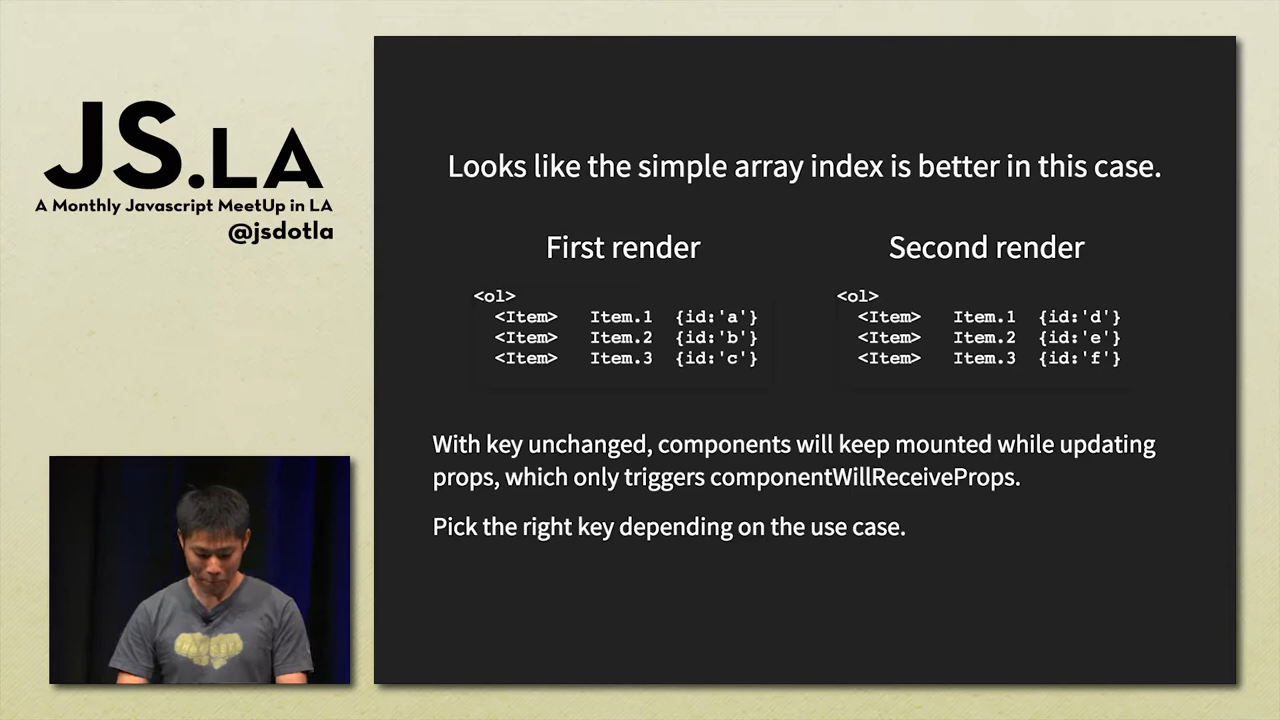 JS.LA
A Monthly Javascript MeetUp in LA
@jsdotla
Looks like the simple array index is better in this case.
First render
<ol>
<Item> Item.1 {id:'a'}
<Item> Item.2 {id:'b'}
<Item> Item.3 {id:'c'}
Second render
<ol>
<Item> Item.1 {id:'d'}
<Item> Item.2 {id:'e'}
<Item> Item.3 {id:'f'}
With key unchanged, components will keep mounted while updating
props, which only triggers componentWillReceiveProps.
Pick the right key depending on the use case.